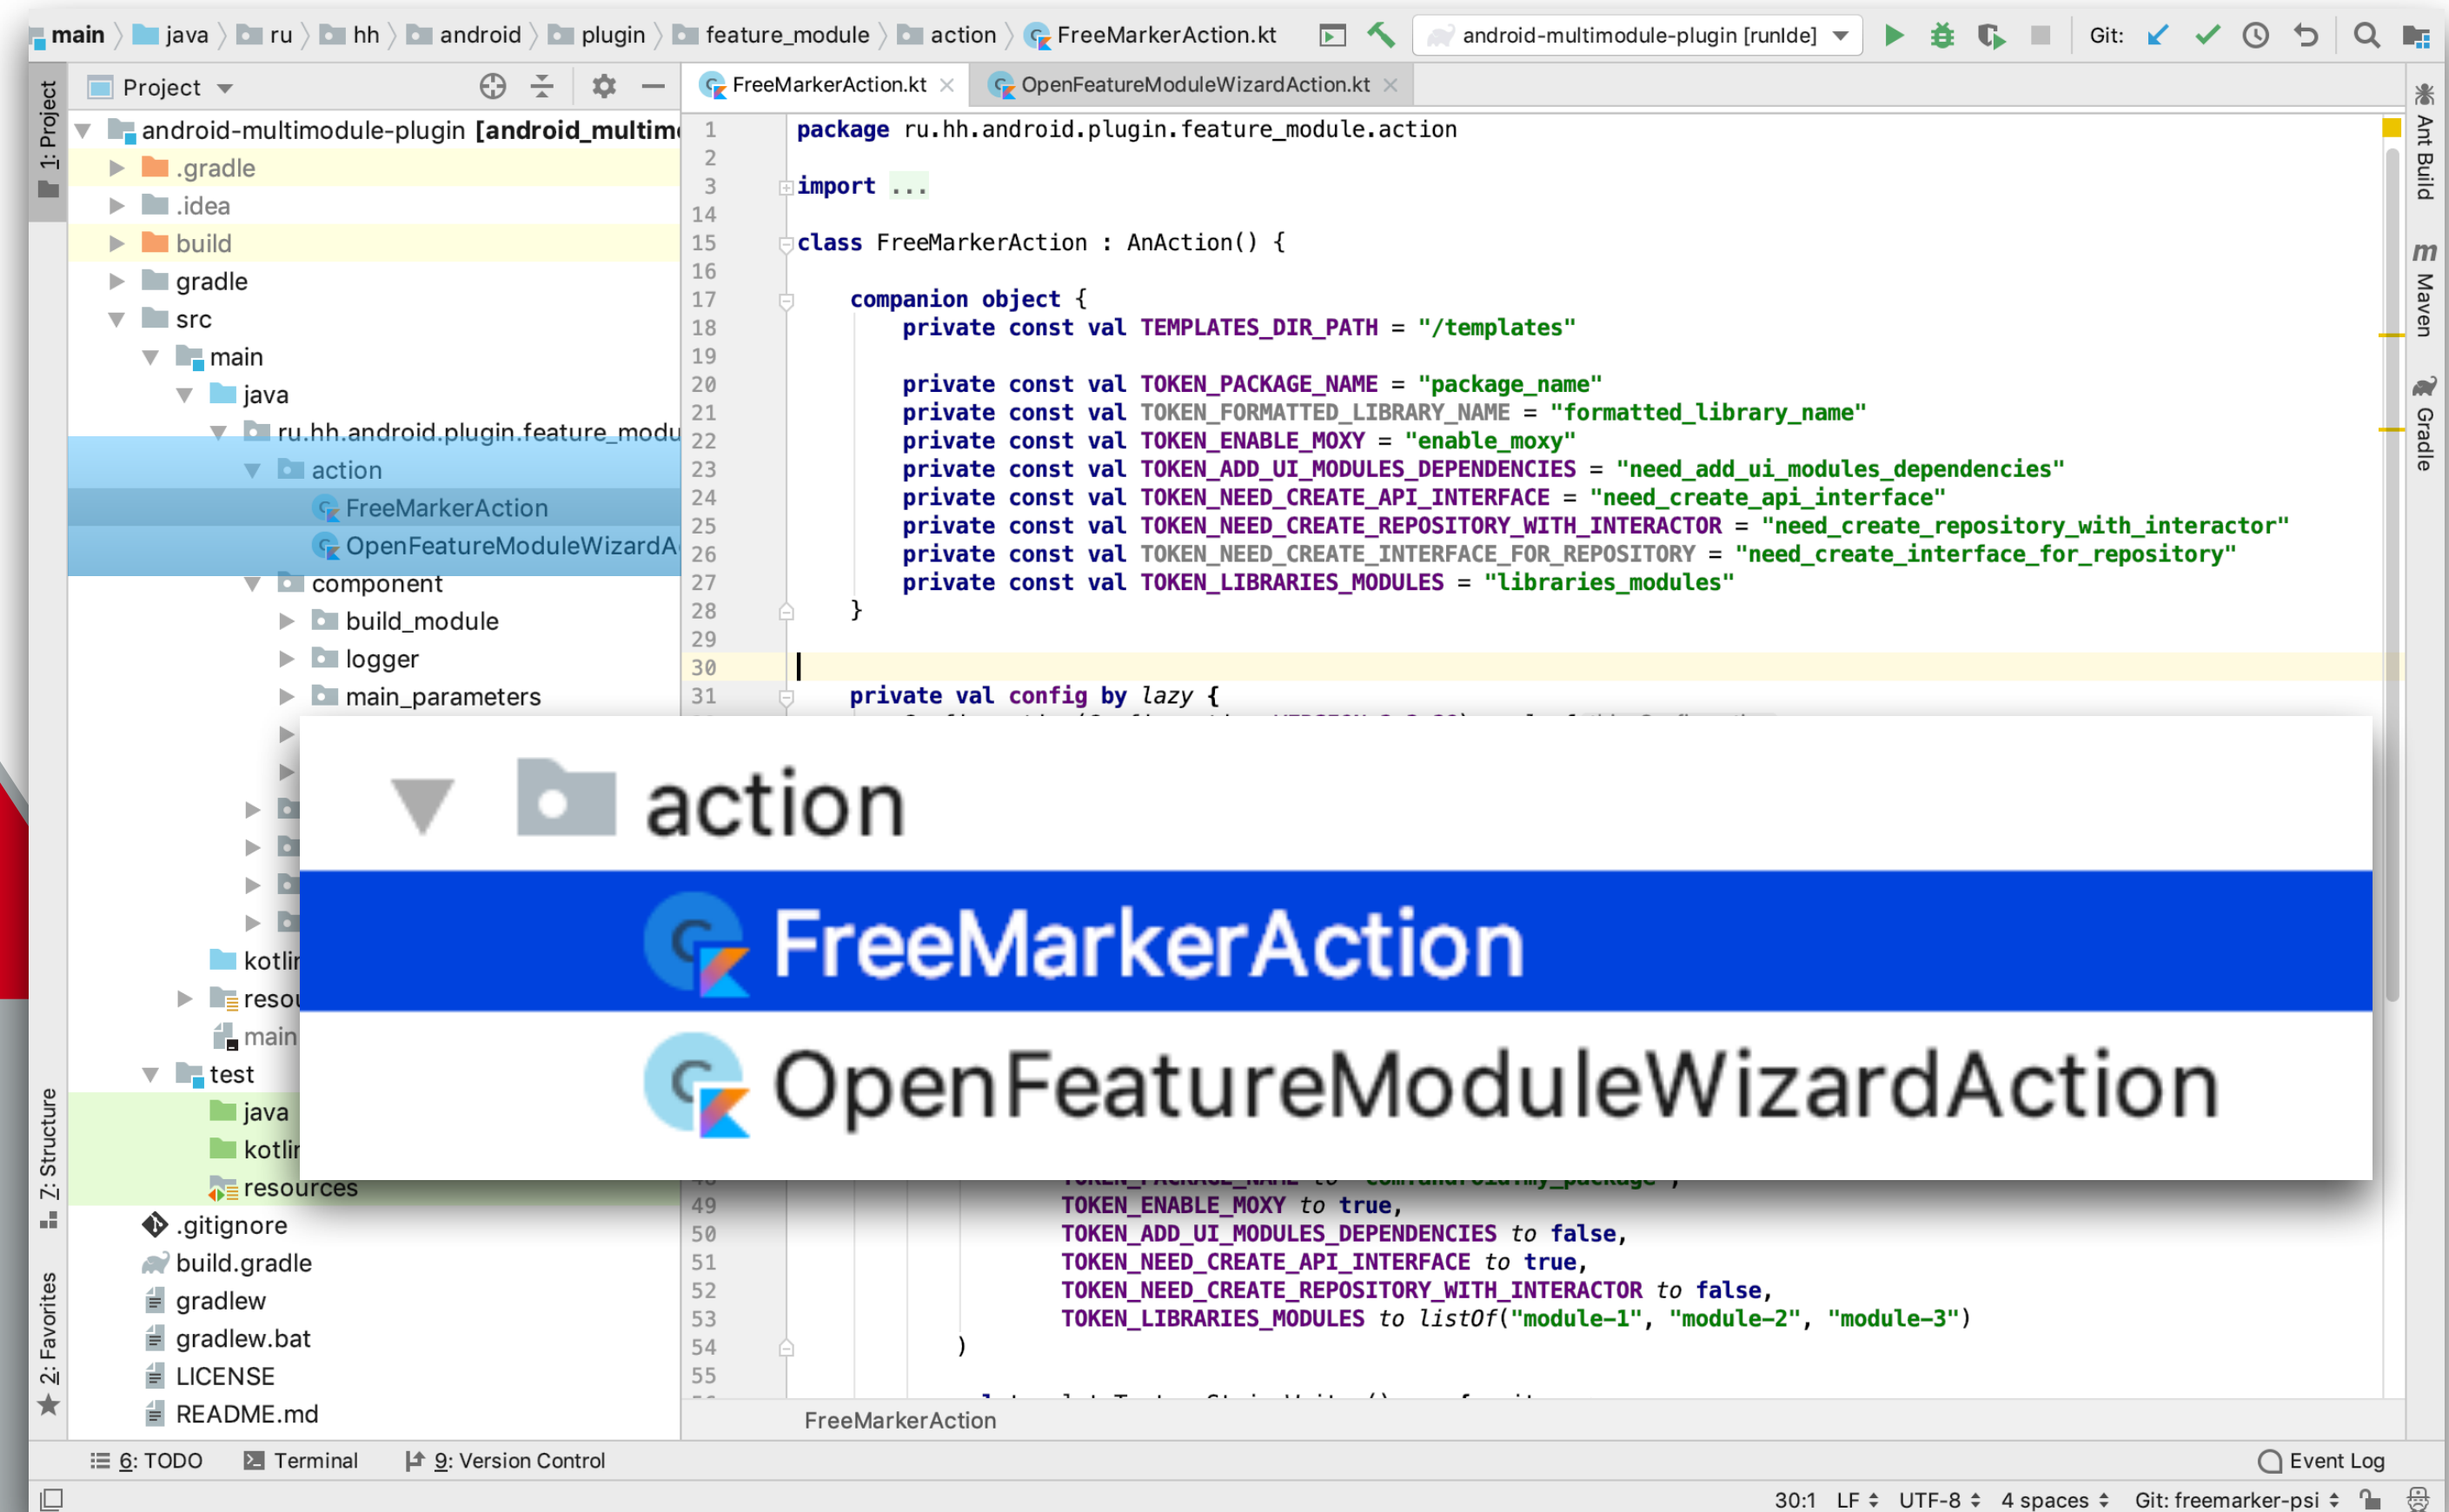 main java ru hh android plugin feature_module action FreeMarkerAction.kt android-multimodule-plugin [runIde] Git:
1: Project
7: Structure
2: Favorites
Project
android-multimodule-plugin [android_multim
.gradle
.idea
build
gradle
src
main
java
ru.hh.android.plugin.feature_modu
action
FreeMarkerAction
OpenFeatureModuleWizardA
component
build_module
logger
main_parameters
kotlin
resou
main
test
java
kotlin
resources
.gitignore
build.gradle
gradlew
gradlew.bat
LICENSE
README.md
FreeMarkerAction.kt OpenFeatureModuleWizardAction.kt
1 package ru.hh.android.plugin.feature_module.action
2
3 import ...
14
15 class FreeMarkerAction : AnAction() {
16
17 companion object {
18 private const val TEMPLATES_DIR_PATH = "/templates"
19
20 private const val TOKEN_PACKAGE_NAME = "package_name"
21 private const val TOKEN_FORMATTED_LIBRARY_NAME = "formatted_library_name"
22 private const val TOKEN_ENABLE_MOXY = "enable_moxy"
23 private const val TOKEN_ADD_UI_MODULES_DEPENDENCIES = "need_add_ui_modules_dependencies"
24 private const val TOKEN_NEED_CREATE_API_INTERFACE = "need_create_api_interface"
25 private const val TOKEN_NEED_CREATE_REPOSITORY_WITH_INTERACTOR = "need_create_repository_with_interactor"
26 private const val TOKEN_NEED_CREATE_INTERFACE_FOR_REPOSITORY = "need_create_interface_for_repository"
27 private const val TOKEN_LIBRARIES_MODULES = "libraries_modules"
28 }
29
30
31 private val config by lazy {
action
FreeMarkerAction
OpenFeatureModuleWizardAction
49 TOKEN_ENABLE_MOXY to true,
50 TOKEN_ADD_UI_MODULES_DEPENDENCIES to false,
51 TOKEN_NEED_CREATE_API_INTERFACE to true,
52 TOKEN_NEED_CREATE_REPOSITORY_WITH_INTERACTOR to false,
53 TOKEN_LIBRARIES_MODULES to listOf("module-1", "module-2", "module-3")
54 )
55
FreeMarkerAction
Ant Build
Maven
Gradle
6: TODO Terminal 9: Version Control Event Log
30:1 LF UTF-8 4 spaces Git: freemarker-psi